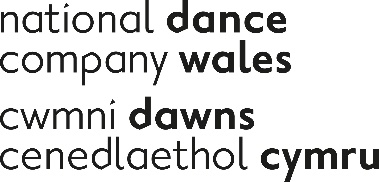 national dance
company wales
cwmni dawns
cenedlaethol cymru